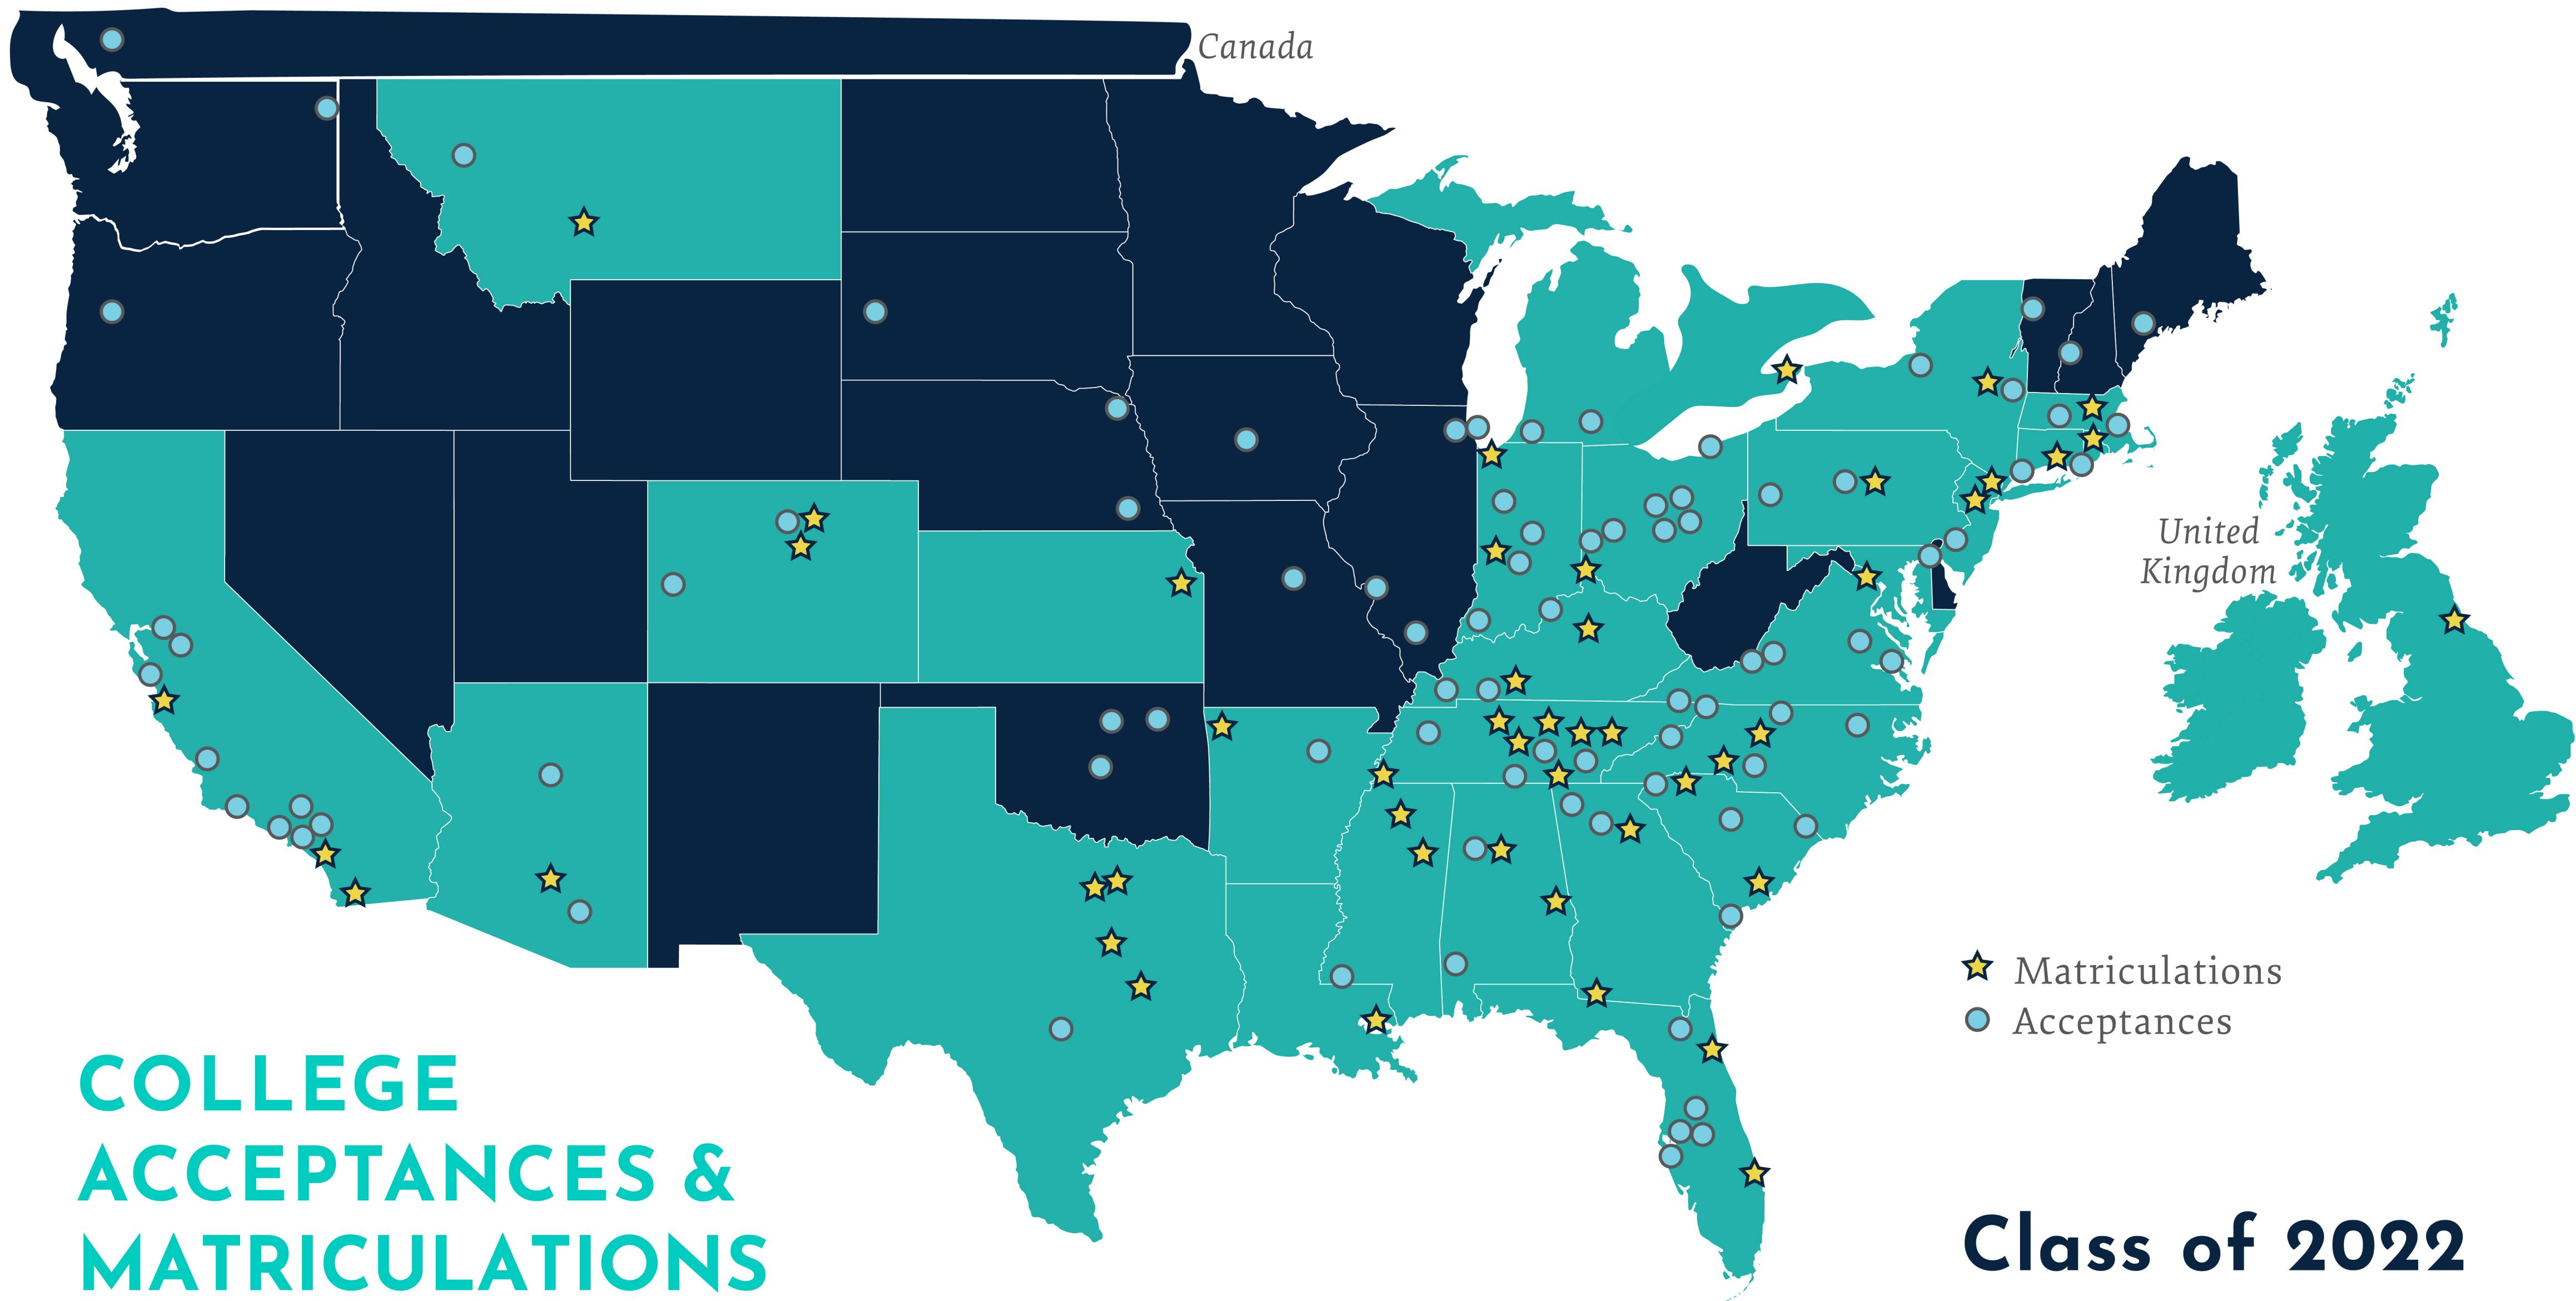 Canada
United
Kingdom
Matriculations
Acceptances
COLLEGE
ACCEPTANCES &
MATRICULATIONS
Class of 2022